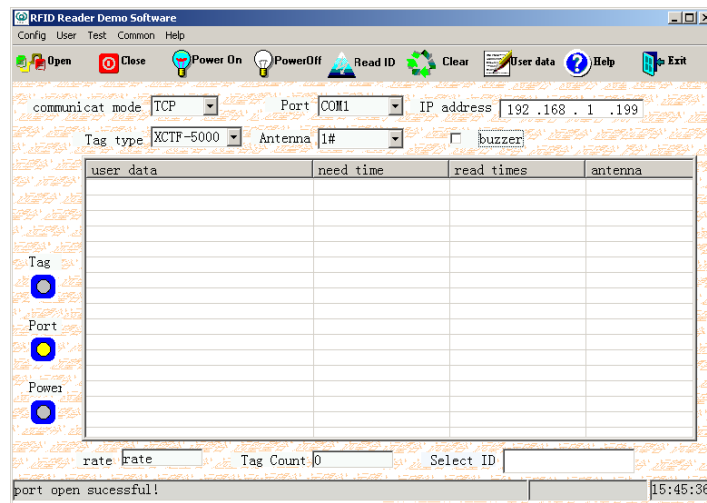 RFID Reader Demo Software
Config User Test Common Help
Open Close Power On PowerOff Read ID Clear User data Help Exit
communicat mode TCP Port COM1 IP address 192 .168 . 1 .199
Tag type XCTF-5000 Antenna 1# buzzer
user data need time read times antenna
Tag
Port
Power
rate rate Tag Count 0 Select ID
port open sucessful! 15:45:36